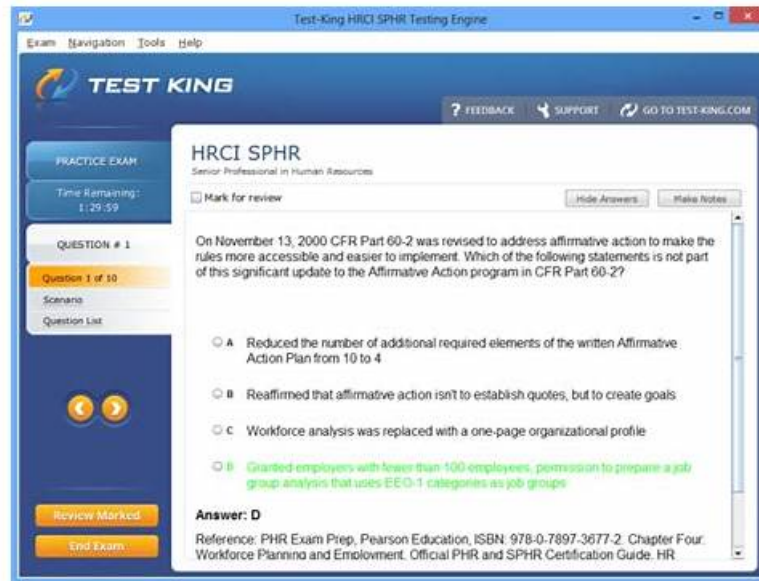 Test-King HRCI SPHR Testing Engine
Exam Navigation Tools Help
TEST KING
? FEEDBACK SUPPORT GO TO TEST-KING.COM
PRACTICE EXAM
Time Remaining:
1:29:59
QUESTION # 1
Question 1 of 10
Scenario
Question List
Review Marked
End Exam
HRCI SPHR
Senior Professional in Human Resources
Mark for review
Hide Answers Make Notes
On November 13, 2000 CFR Part 60-2 was revised to address affirmative action to make the
rules more accessible and easier to implement. Which of the following statements is not part
of this significant update to the Affirmative Action program in CFR Part 60-2?
A Reduced the number of additional required elements of the written Affirmative
Action Plan from 10 to 4
B Reaffirmed that affirmative action isn't to establish quotes, but to create goals
C Workforce analysis was replaced with a one-page organizational profile
D Granted employers with fewer than 100 employees, permission to prepare a job
group analysis that uses EEO-1 categories as job groups
Answer: D
Reference: PHR Exam Prep, Pearson Education, ISBN: 978-0-7897-3677-2. Chapter Four:
Workforce Planning and Employment. Official PHR and SPHR Certification Guide. HR